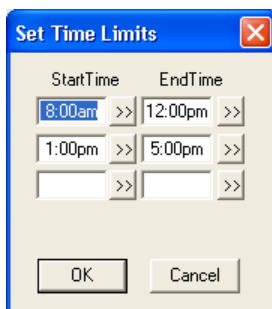 Set Time Limits
StartTime EndTime
8:00am >> 12:00pm >>
1:00pm >> 5:00pm >>
>> >>
OK Cancel